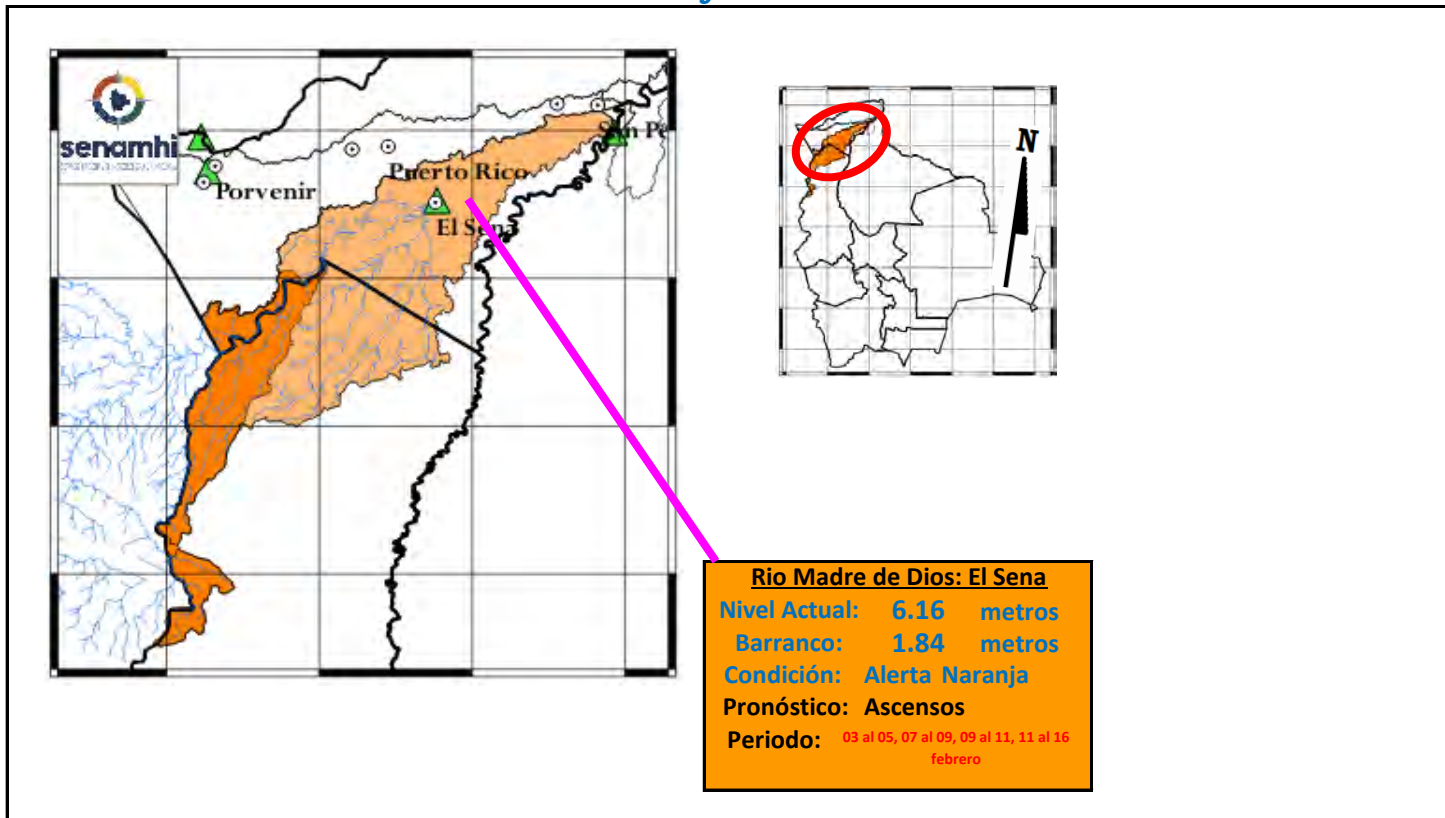 senamhi
San P
Puerto Rico
Porvenir
El Sena
N
Rio Madre de Dios: El Sena
Nivel Actual: 6.16 metros
Barranco: 1.84 metros
Condición: Alerta Naranja
Pronóstico: Ascensos
Periodo: 03 al 05, 07 al 09, 09 al 11, 11 al 16
febrero